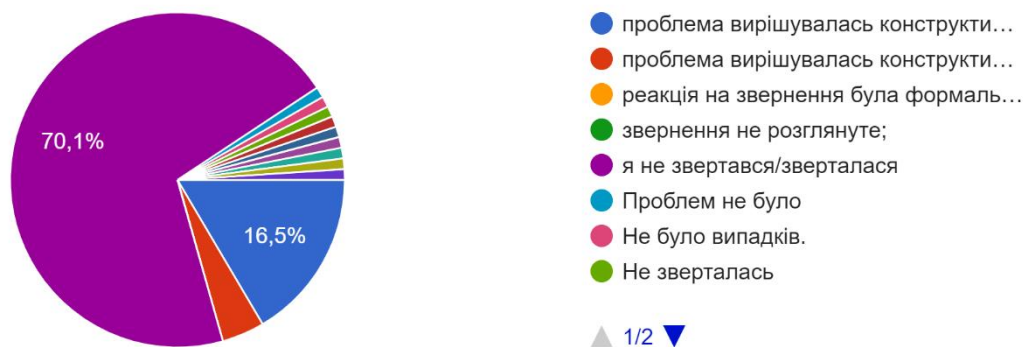 70,1%
16,5%
проблема вирішувалась конструкти…
проблема вирішувалась конструкти…
реакція на звернення була формаль…
звернення не розглянуте;
я не звертався/зверталася
Проблем не було
Не було випадків.
Не зверталась
1/2